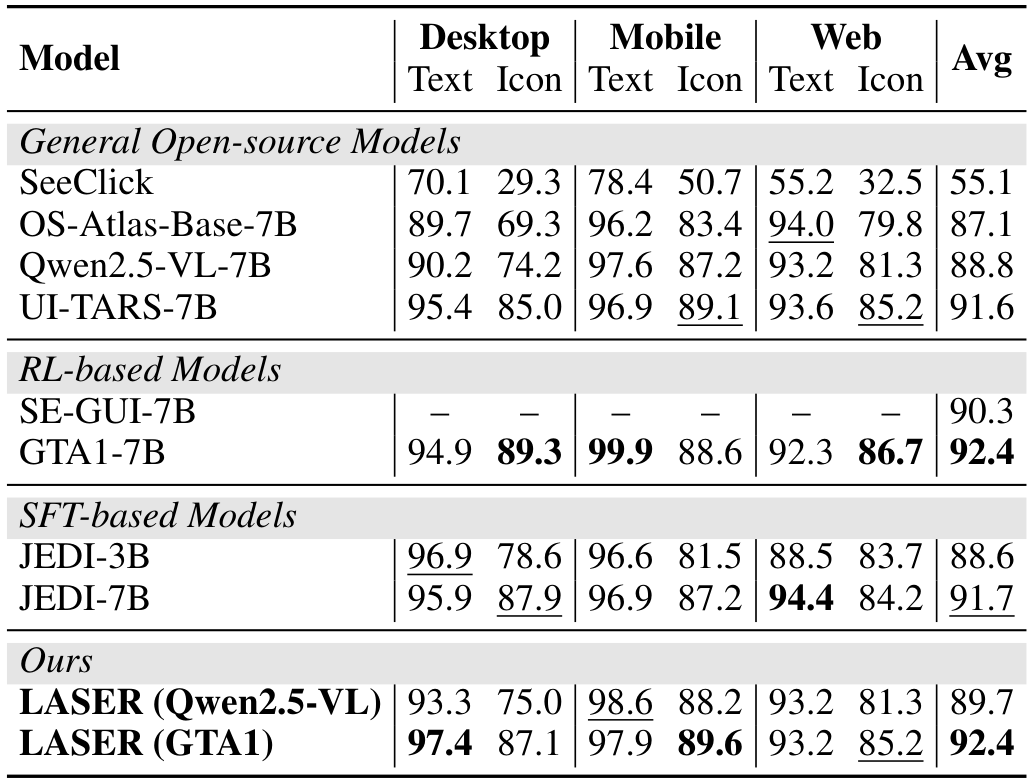 Model Desktop Mobile Web Avg
Text Icon Text Icon Text Icon
General Open-source Models
SeeClick 70.1 29.3 78.4 50.7 55.2 32.5 55.1
OS-Atlas-Base-7B 89.7 69.3 96.2 83.4 94.0 79.8 87.1
Qwen2.5-VL-7B 90.2 74.2 97.6 87.2 93.2 81.3 88.8
UI-TARS-7B 95.4 85.0 96.9 89.1 93.6 85.2 91.6
RL-based Models
SE-GUI-7B – – – – – – 90.3
GTA1-7B 94.9 89.3 99.9 88.6 92.3 86.7 92.4
SFT-based Models
JEDI-3B 96.9 78.6 96.6 81.5 88.5 83.7 88.6
JEDI-7B 95.9 87.9 96.9 87.2 94.4 84.2 91.7
Ours
LASER (Qwen2.5-VL) 93.3 75.0 98.6 88.2 93.2 81.3 89.7
LASER (GTA1) 97.4 87.1 97.9 89.6 93.2 85.2 92.4